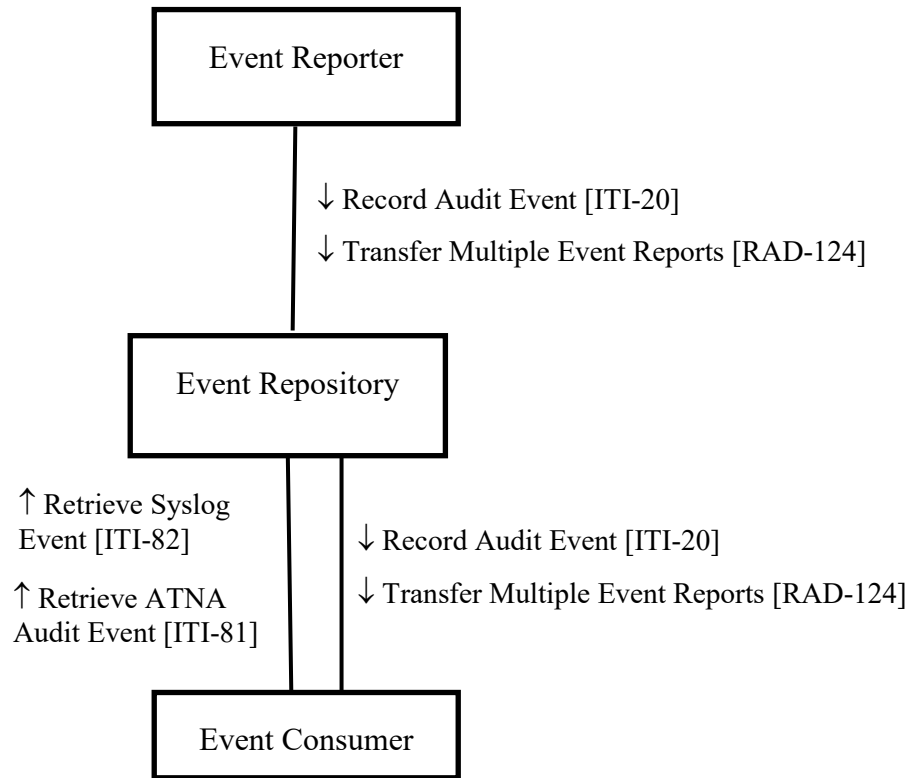 Event Reporter
↓ Record Audit Event [ITI-20]
↓ Transfer Multiple Event Reports [RAD-124]
Event Repository
↑ Retrieve Syslog
Event [ITI-82]
↑ Retrieve ATNA
Audit Event [ITI-81]
↓ Record Audit Event [ITI-20]
↓ Transfer Multiple Event Reports [RAD-124]
Event Consumer